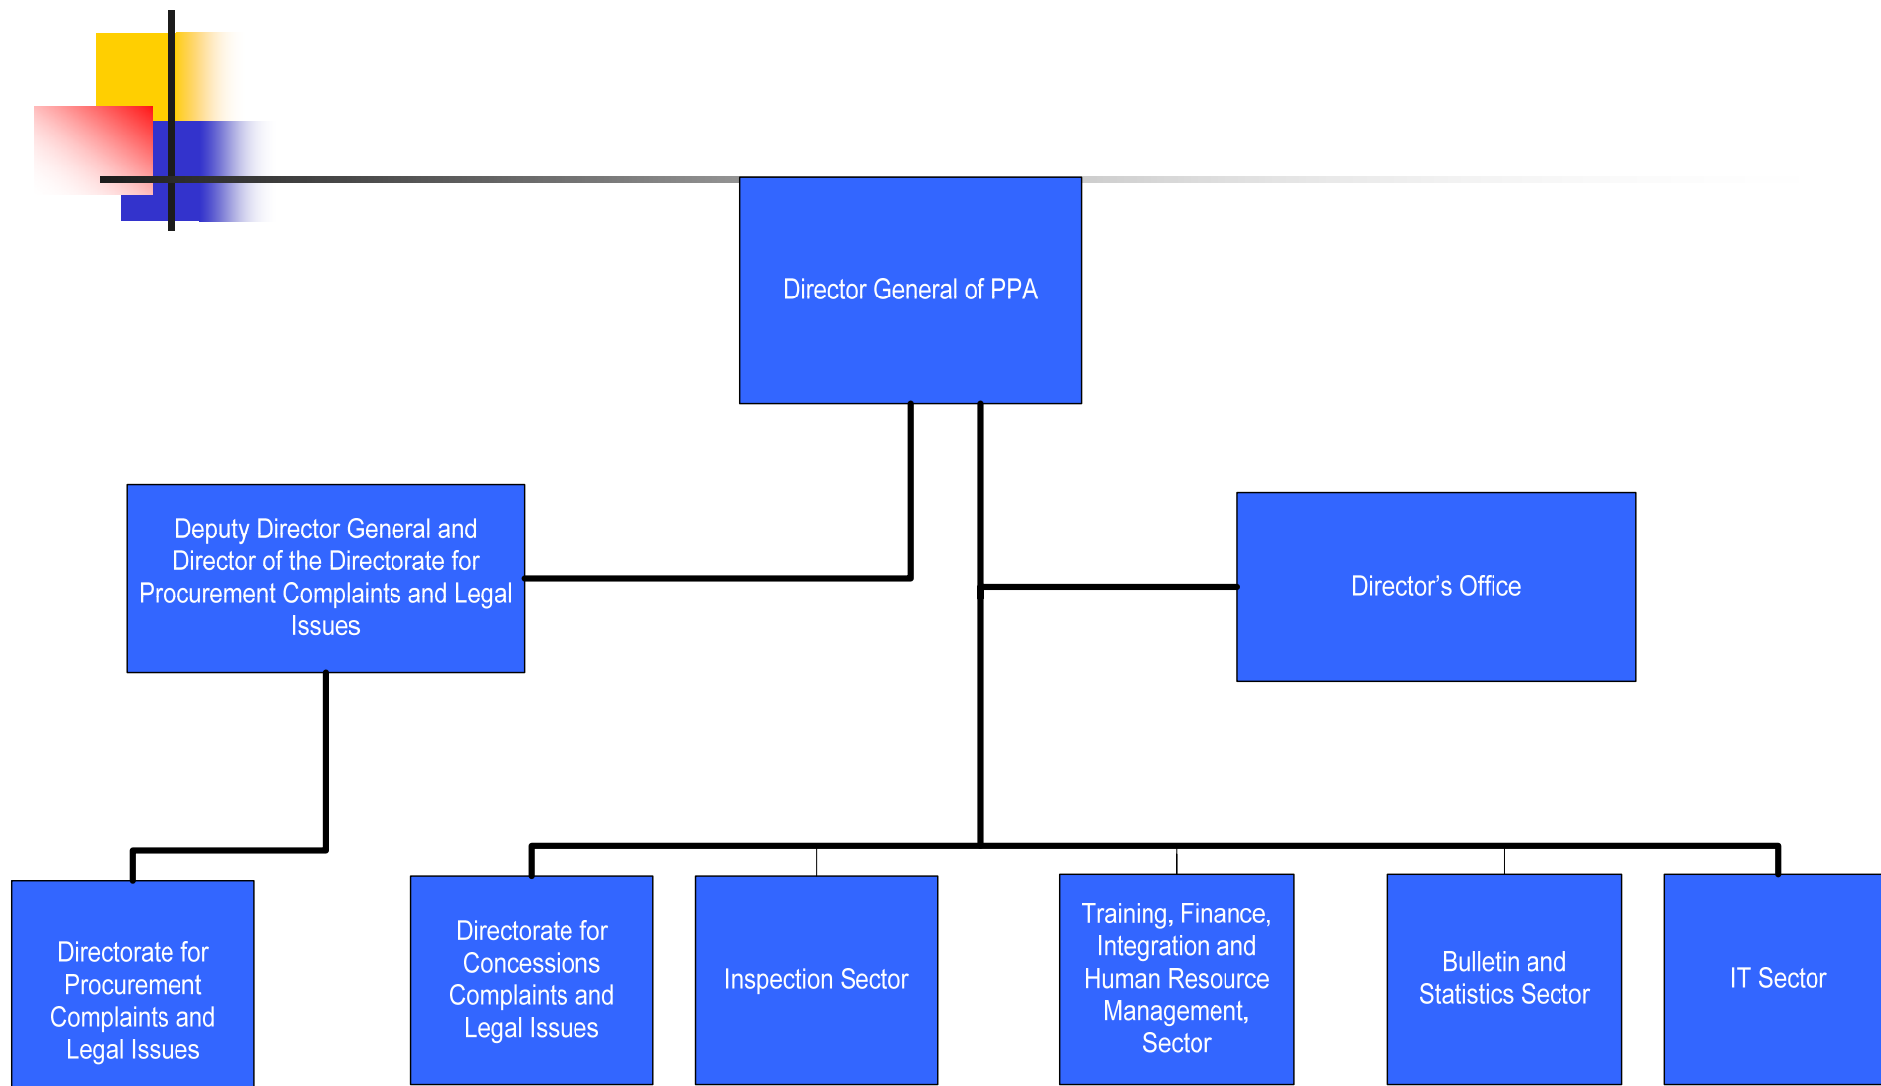 Director General of PPA
Deputy Director General and
Director of the Directorate for
Procurement Complaints and Legal
Issues
Director's Office
Directorate for
Procurement
Complaints and
Legal Issues
Directorate for
Concessions
Complaints and
Legal Issues
Inspection Sector
Training, Finance,
Integration and
Human Resource
Management,
Sector
Bulletin and
Statistics Sector
IT Sector